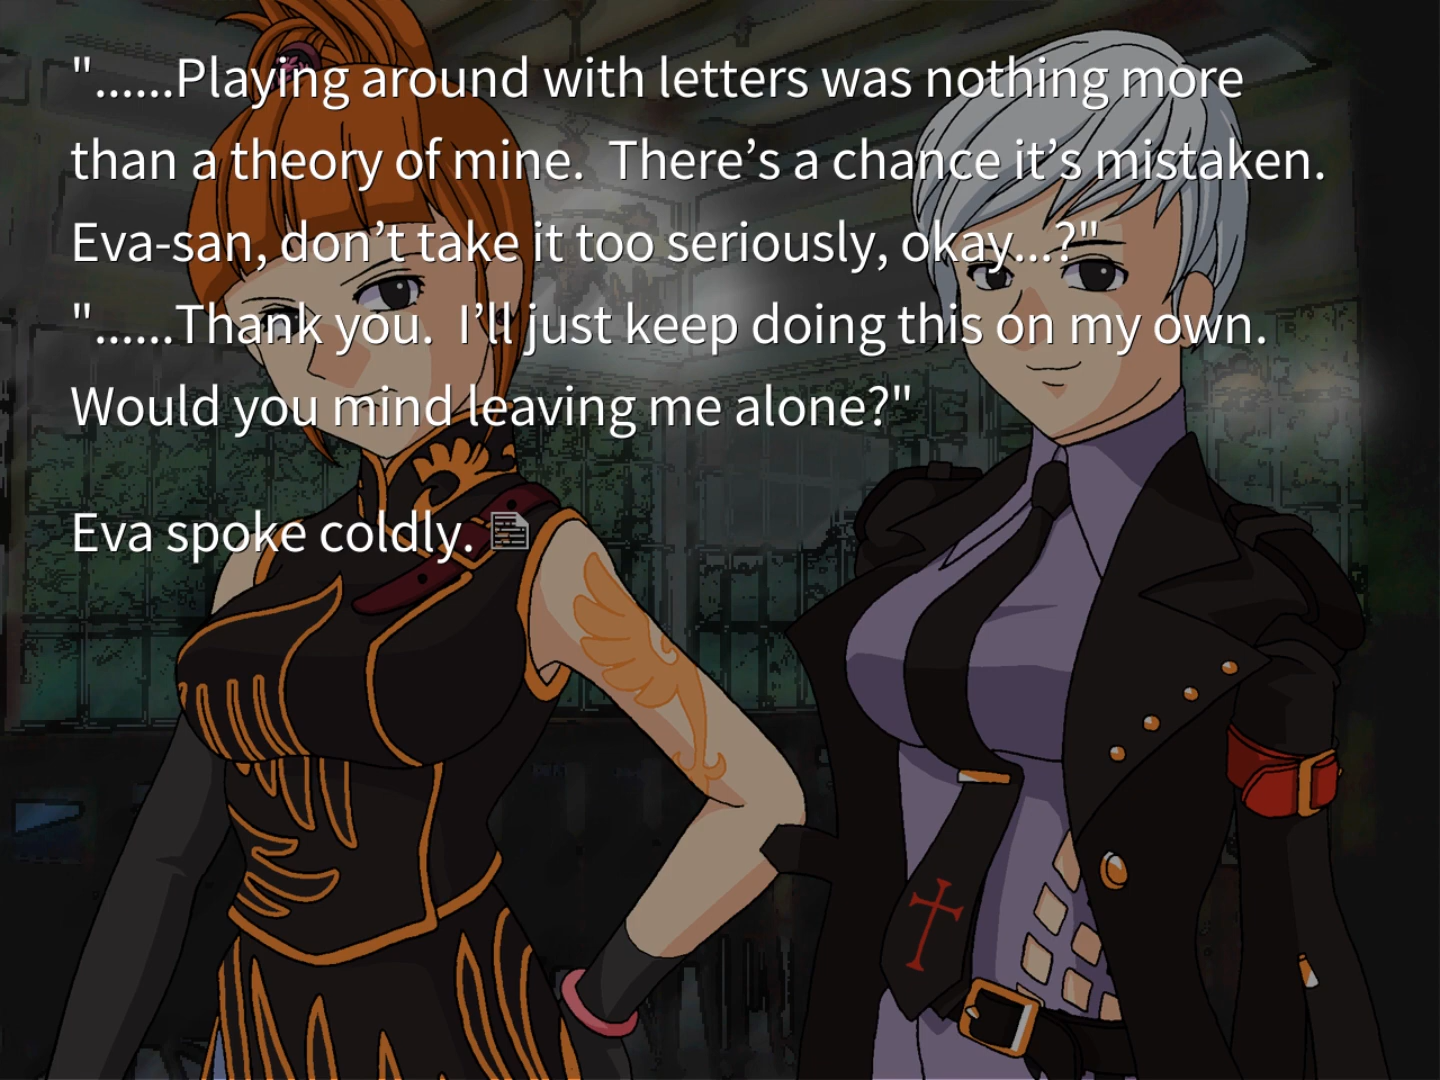 "......Playing around with letters was nothing more
than a theory of mine.  There’s a chance it’s mistaken.
Eva-san, don’t take it too seriously, okay...?"
"......Thank you.  I’ll just keep doing this on my own.
Would you mind leaving me alone?"
Eva spoke coldly.